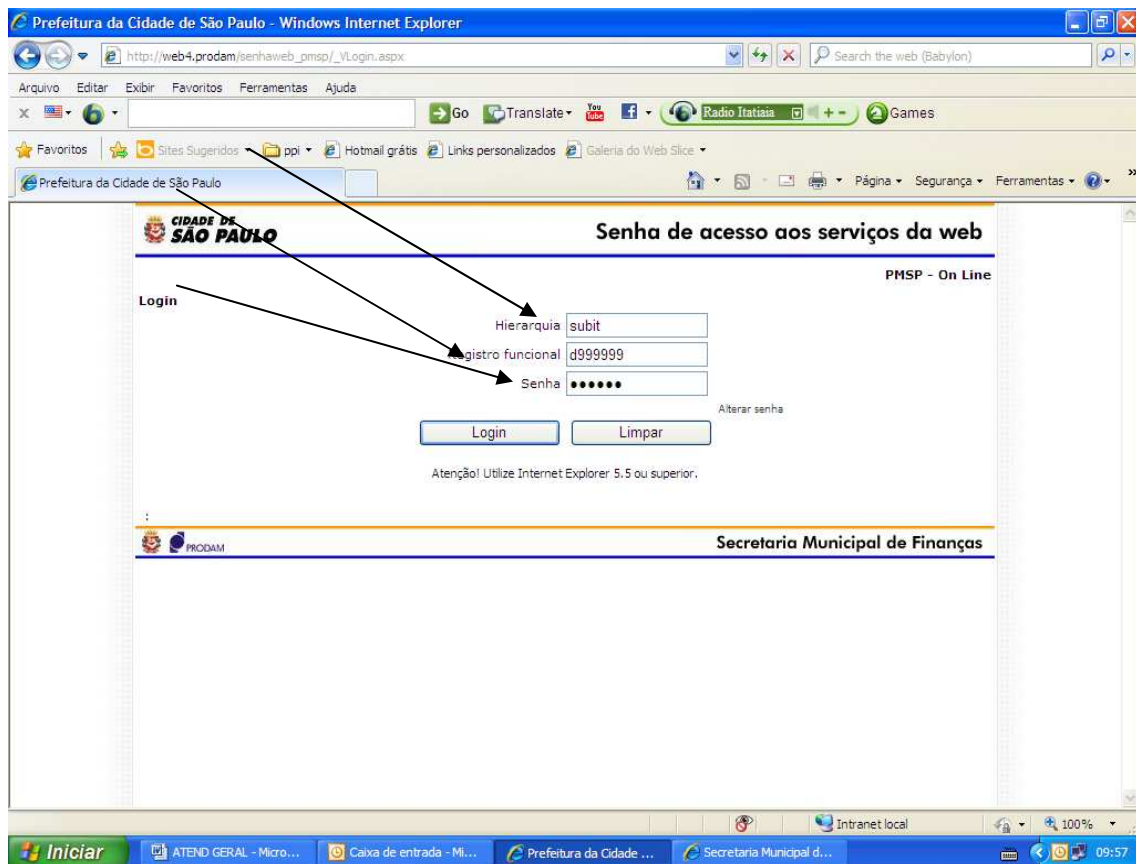 Prefeitura da Cidade de São Paulo - Windows Internet Explorer
http://web4.prodam/senhaweb_pmsp/_VLogin.aspx
Search the web (Babylon)
Arquivo Editar Exibir Favoritos Ferramentas Ajuda
x Go Translate You Tube f Radio Itatiaia + - Games
Favoritos Sites Sugeridos ppi Hotmail grátis Links personalizados Galeria do Web Slice
Prefeitura da Cidade de São Paulo
Página Segurança Ferramentas »
CIDADE DE
SÃO PAULO
Senha de acesso aos serviços da web
PMSP - On Line
Login
Hierarquia subit
Registro funcional d999999
Senha ●●●●●●
Alterar senha
Login Limpar
Atenção! Utilize Internet Explorer 5.5 ou superior.
:
PRODAM Secretaria Municipal de Finanças
Intranet local 100%
Iniciar ATEND GERAL - Micro... Caixa de entrada - Mi... Prefeitura da Cidade ... Secretaria Municipal d... 09:57